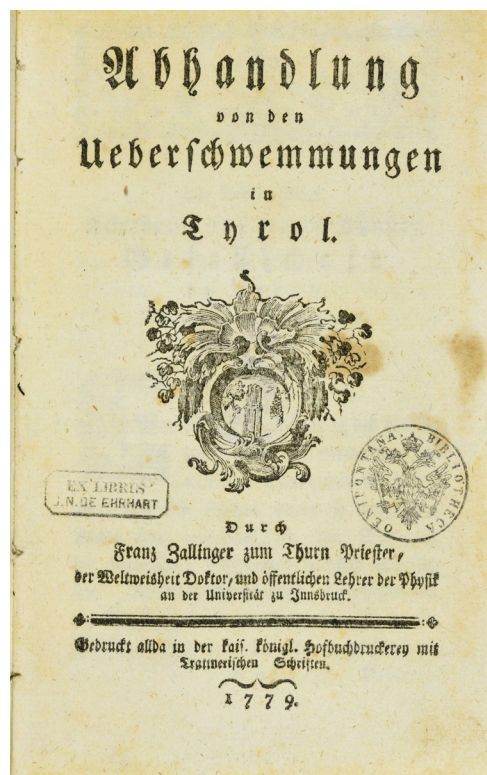 Abhandlung
von den
Ueberschwemmungen
in
Tyrol.
EX LIBRIS
J.N. DE EHRHART
OENIPONTANA BIBLIOTHECA
Durch
Franz Zallinger zum Thurn Priester,
der Weltweisheit Doktor, und öffentlichen Lehrer der Physik
an der Universität zu Innsbruck.
Gedruckt allda in der kais. königl. Hofbuchdruckerey mit
Trattnerischen Schriften.
1779.